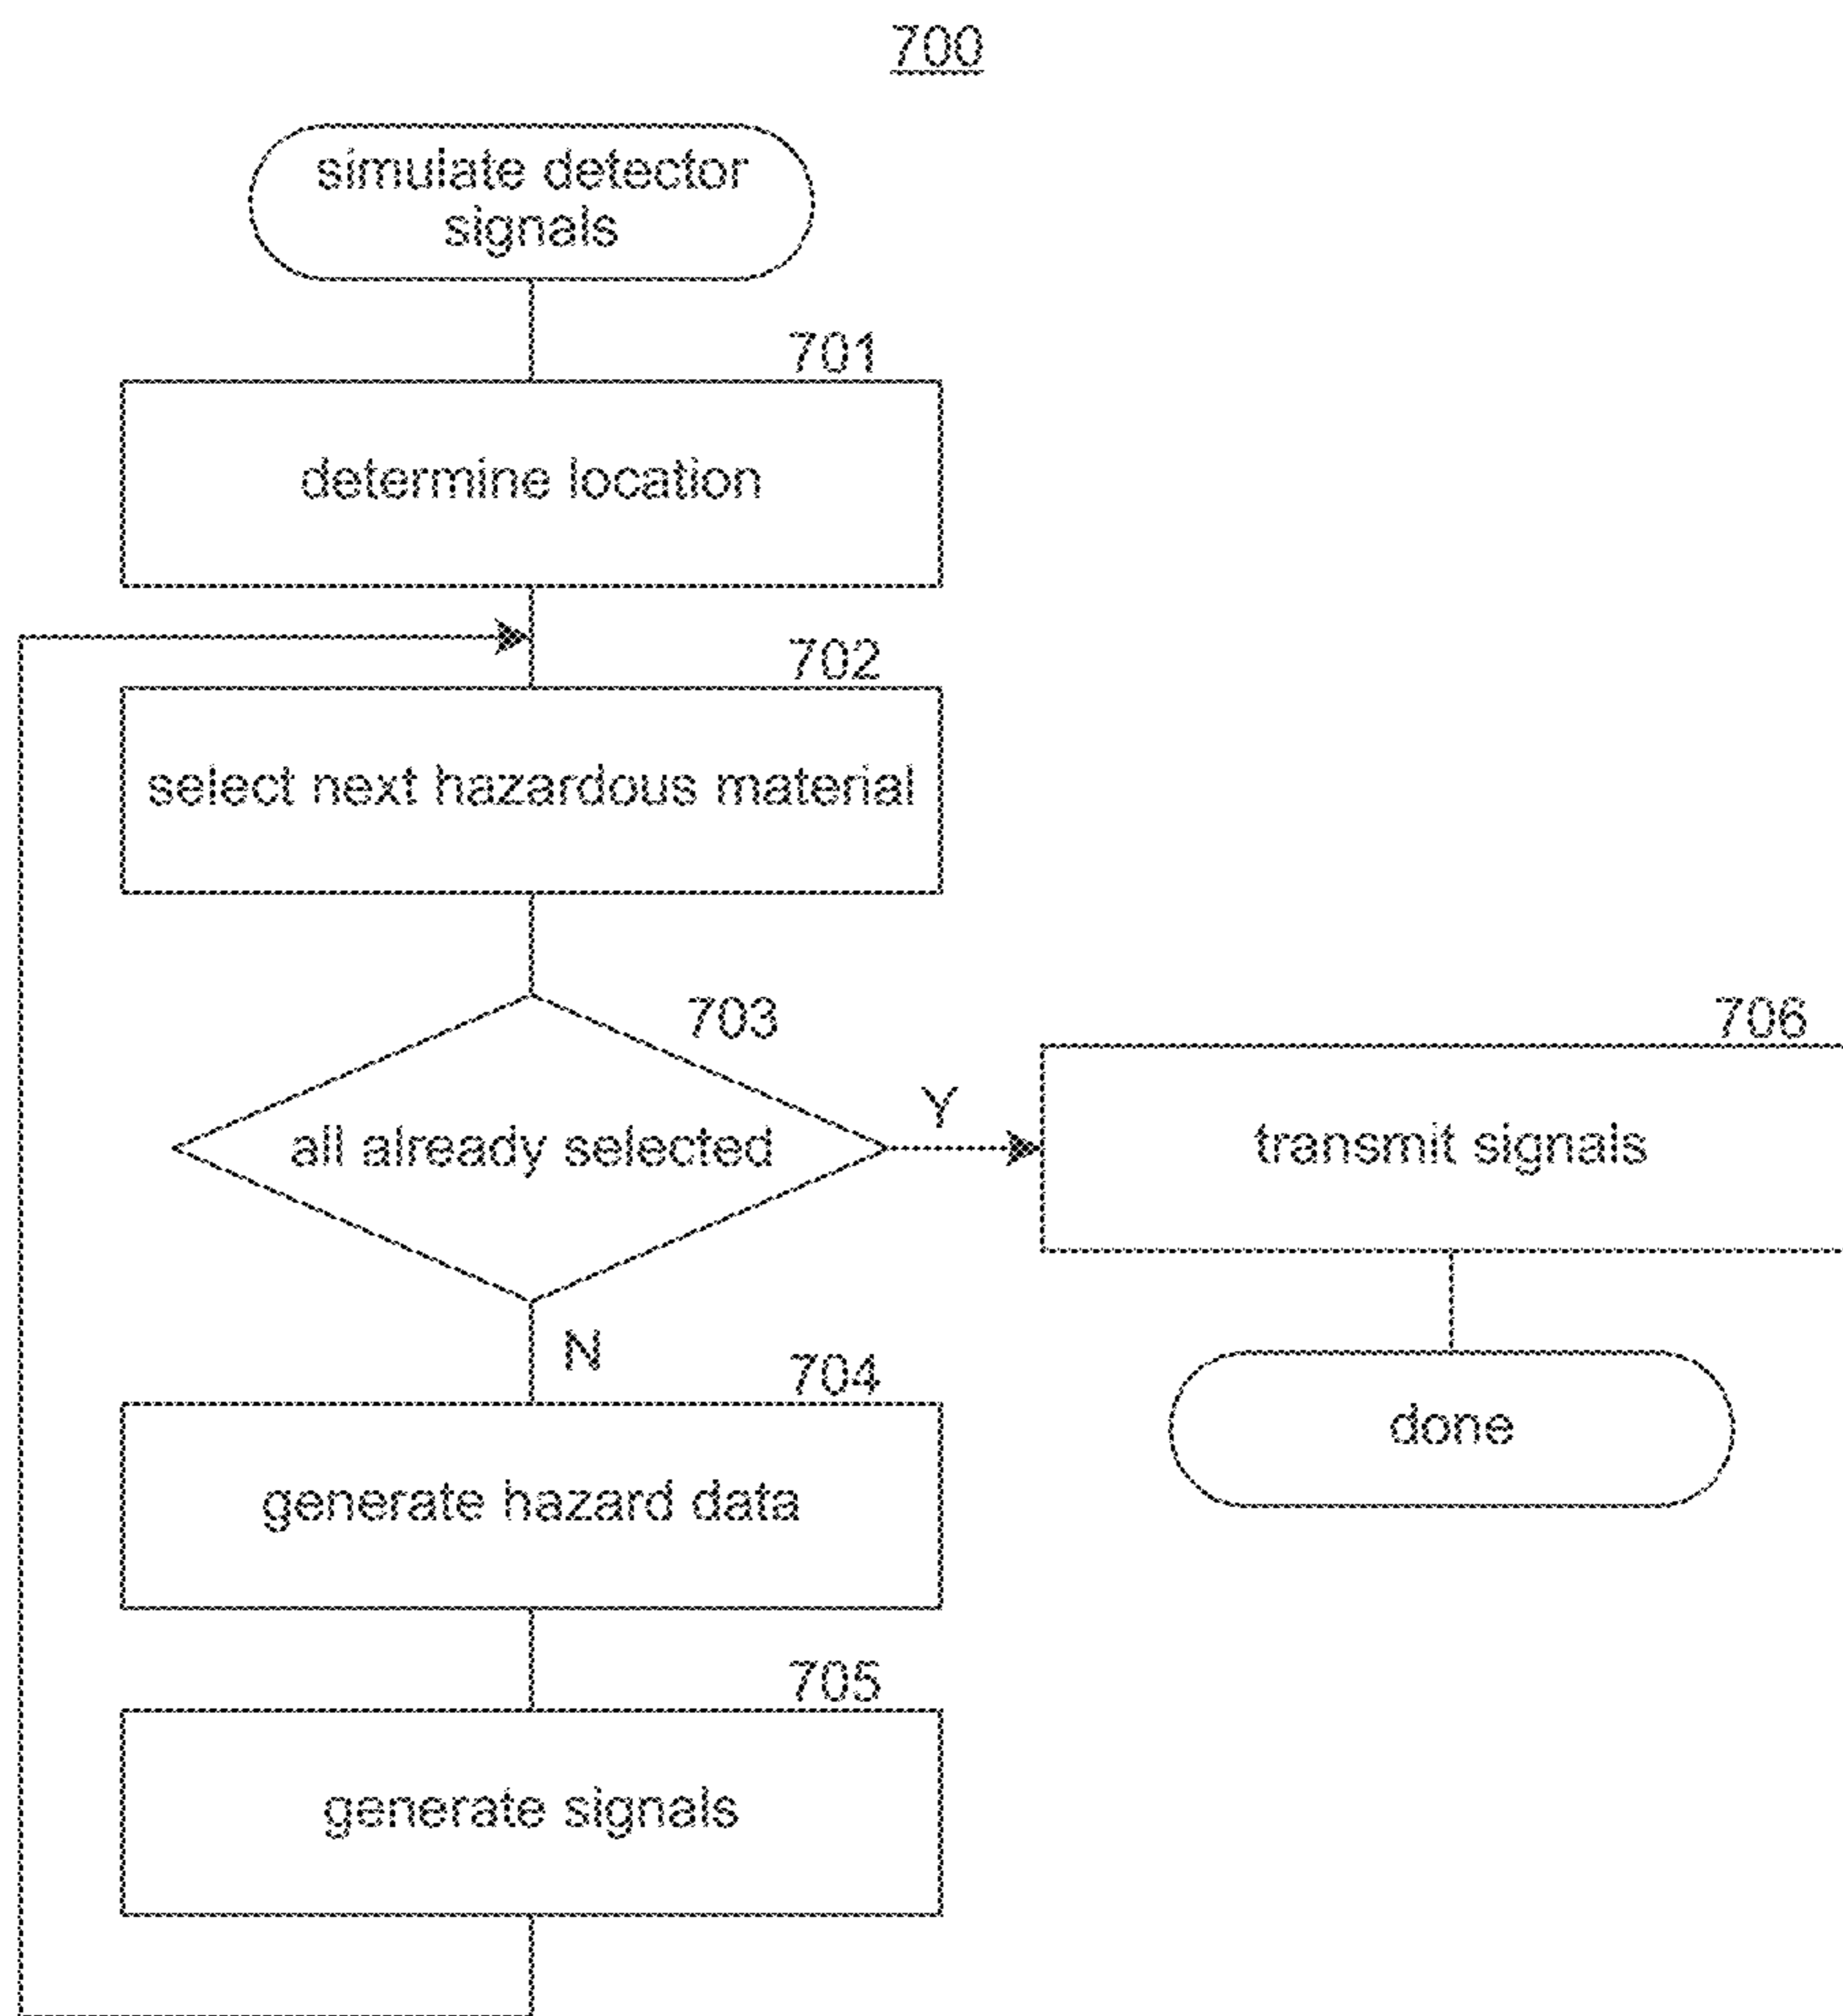 700
simulate detector
signals
701
determine location
702
select next hazardous material
703
all already selected
Y
706
transmit signals
N
704
generate hazard data
done
705
generate signals